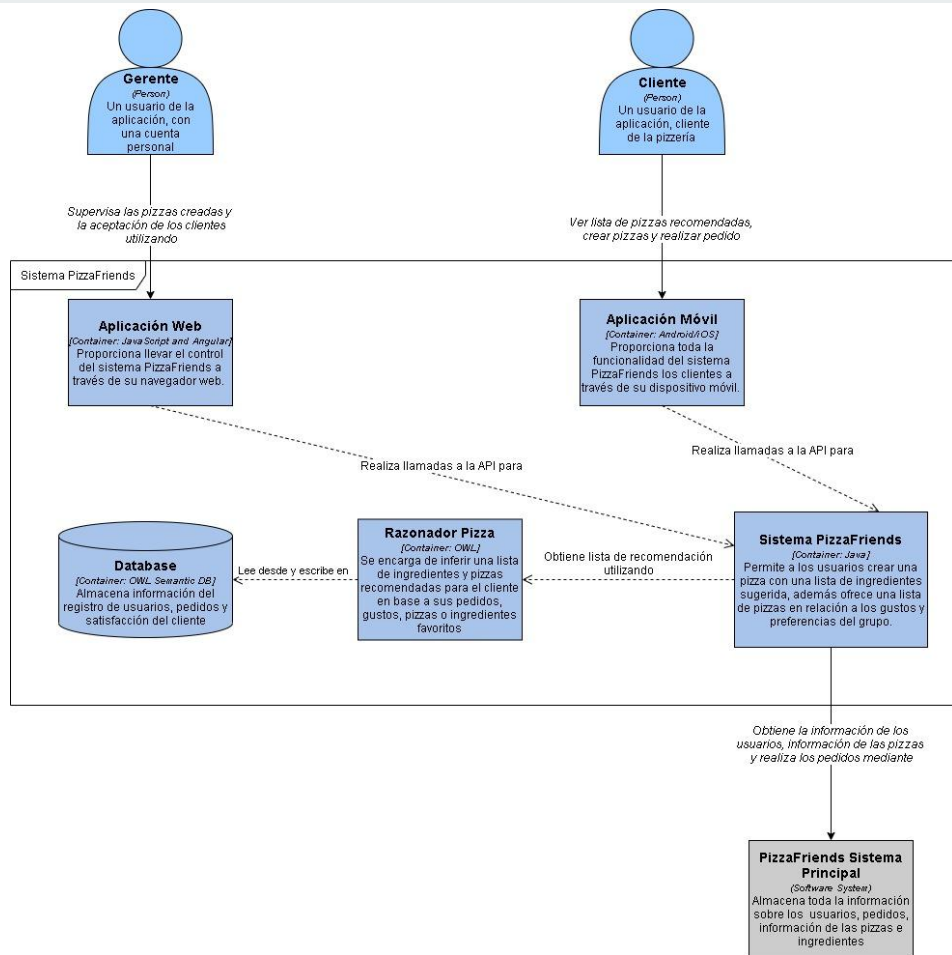 Gerente
(Person)
Un usuario de la
aplicación, con
una cuenta
personal
Cliente
(Person)
Un usuario de la
aplicación, cliente
de la pizzería
Supervisa las pizzas creadas y
la aceptación de los clientes
utilizando
Ver lista de pizzas recomendadas,
crear pizzas y realizar pedido
Sistema PizzaFriends
Aplicación Web
[Container: JavaScript and Angular]
Proporciona llevar el control
del sistema PizzaFriends a
través de su navegador web.
Aplicación Móvil
[Container: Android/iOS]
Proporciona toda la
funcionalidad del sistema
PizzaFriends los clientes a
través de su dispositivo móvil.
Realiza llamadas a la API para
Realiza llamadas a la API para
Database
[Container: OWL Semantic DB]
Almacena información del
registro de usuarios, pedidos y
satisfacción del cliente
Lee desde y escribe en
Razonador Pizza
[Container: OWL]
Se encarga de inferir una lista
de ingredientes y pizzas
recomendadas para el cliente
en base a sus pedidos,
gustos, pizzas o ingredientes
favoritos
Obtiene lista de recomendación
utilizando
Sistema PizzaFriends
[Container: Java]
Permite a los usuarios crear una
pizza con una lista de ingredientes
sugerida, además ofrece una lista
de pizzas en relación a los gustos y
preferencias del grupo.
Obtiene la información de los
usuarios, información de las pizzas
y realiza los pedidos mediante
PizzaFriends Sistema
Principal
(Software System)
Almacena toda la información
sobre los usuarios, pedidos,
información de las pizzas e
ingredientes